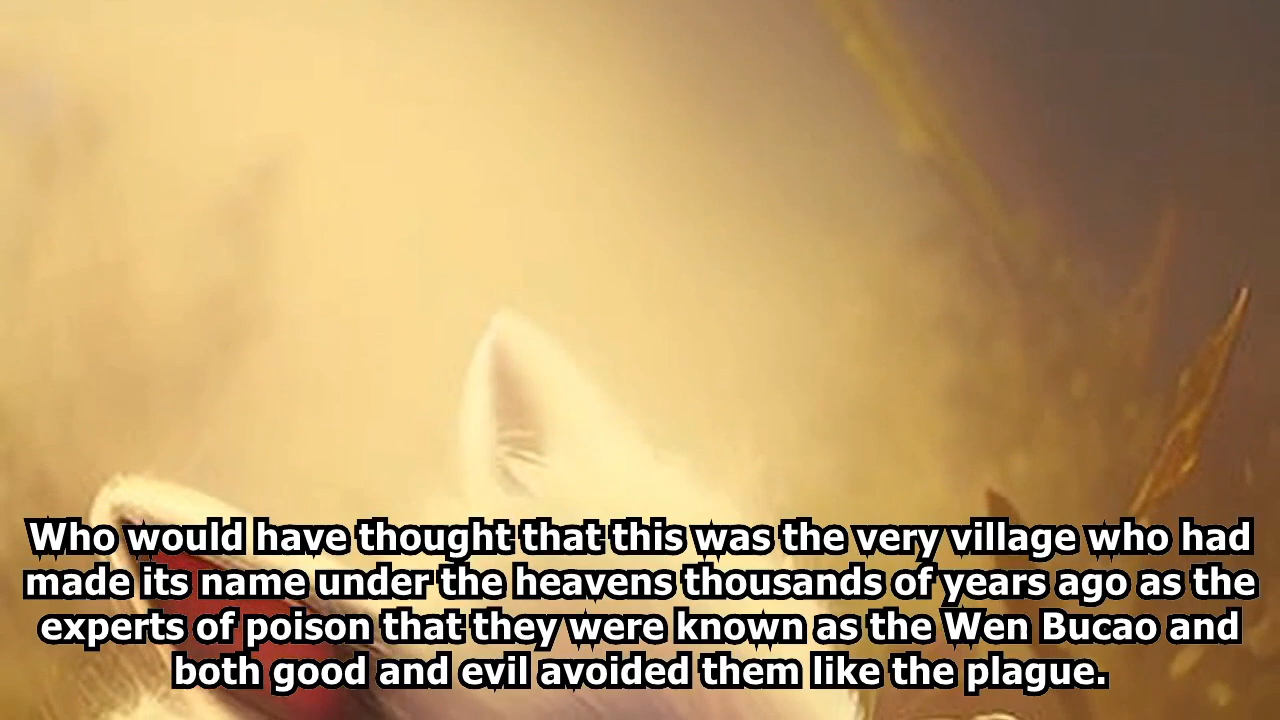 Who would have thought that this was the very village who had
made its name under the heavens thousands of years ago as the
experts of poison that they were known as the Wen Bucao and
both good and evil avoided them like the plague.